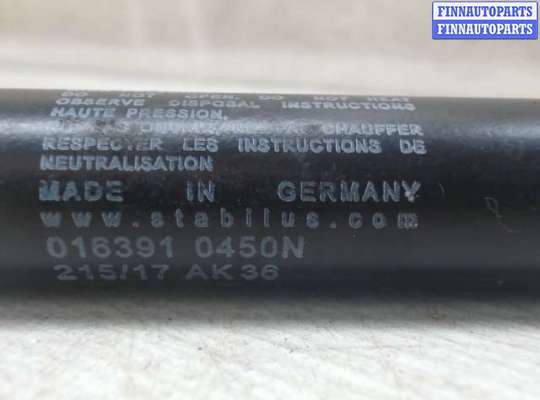 FINNAUTOPARTS
FINNAUTOPARTS
DO NOT OPEN, DO NOT HEAT
OBSERVE DISPOSAL INSTRUCTIONS
HAUTE PRESSION,
CHAUFFER
RESPECTER LES INSTRUCTIONS DE
NEUTRALISATION
MADE IN GERMANY
www.stabilus.com
016391 0450N
215/17 AK36